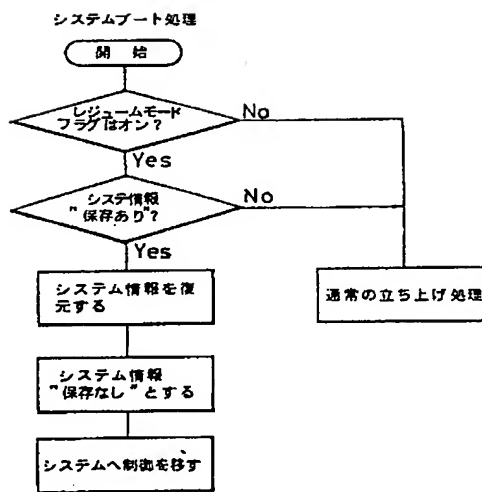 システムブート処理
開 始
レジュームモード
フラグはオン?
No
Yes
システ情報
"保存あり"?
No
Yes
システム情報を復
元する
通常の立ち上げ処理
システム情報
"保存なし"とする
システムへ制御を移す